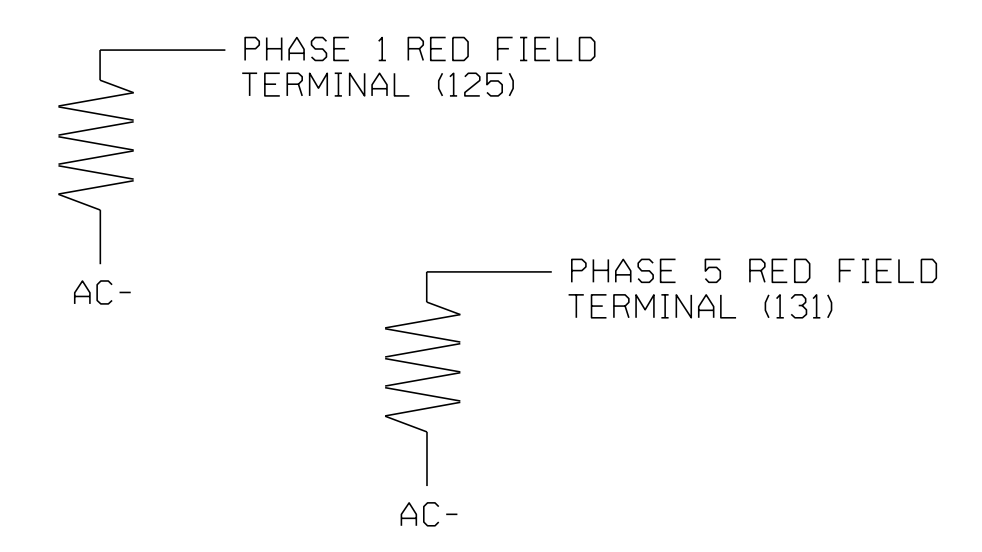 PHASE 1 RED FIELD
TERMINAL (125)
AC-
PHASE 5 RED FIELD
TERMINAL (131)
AC-